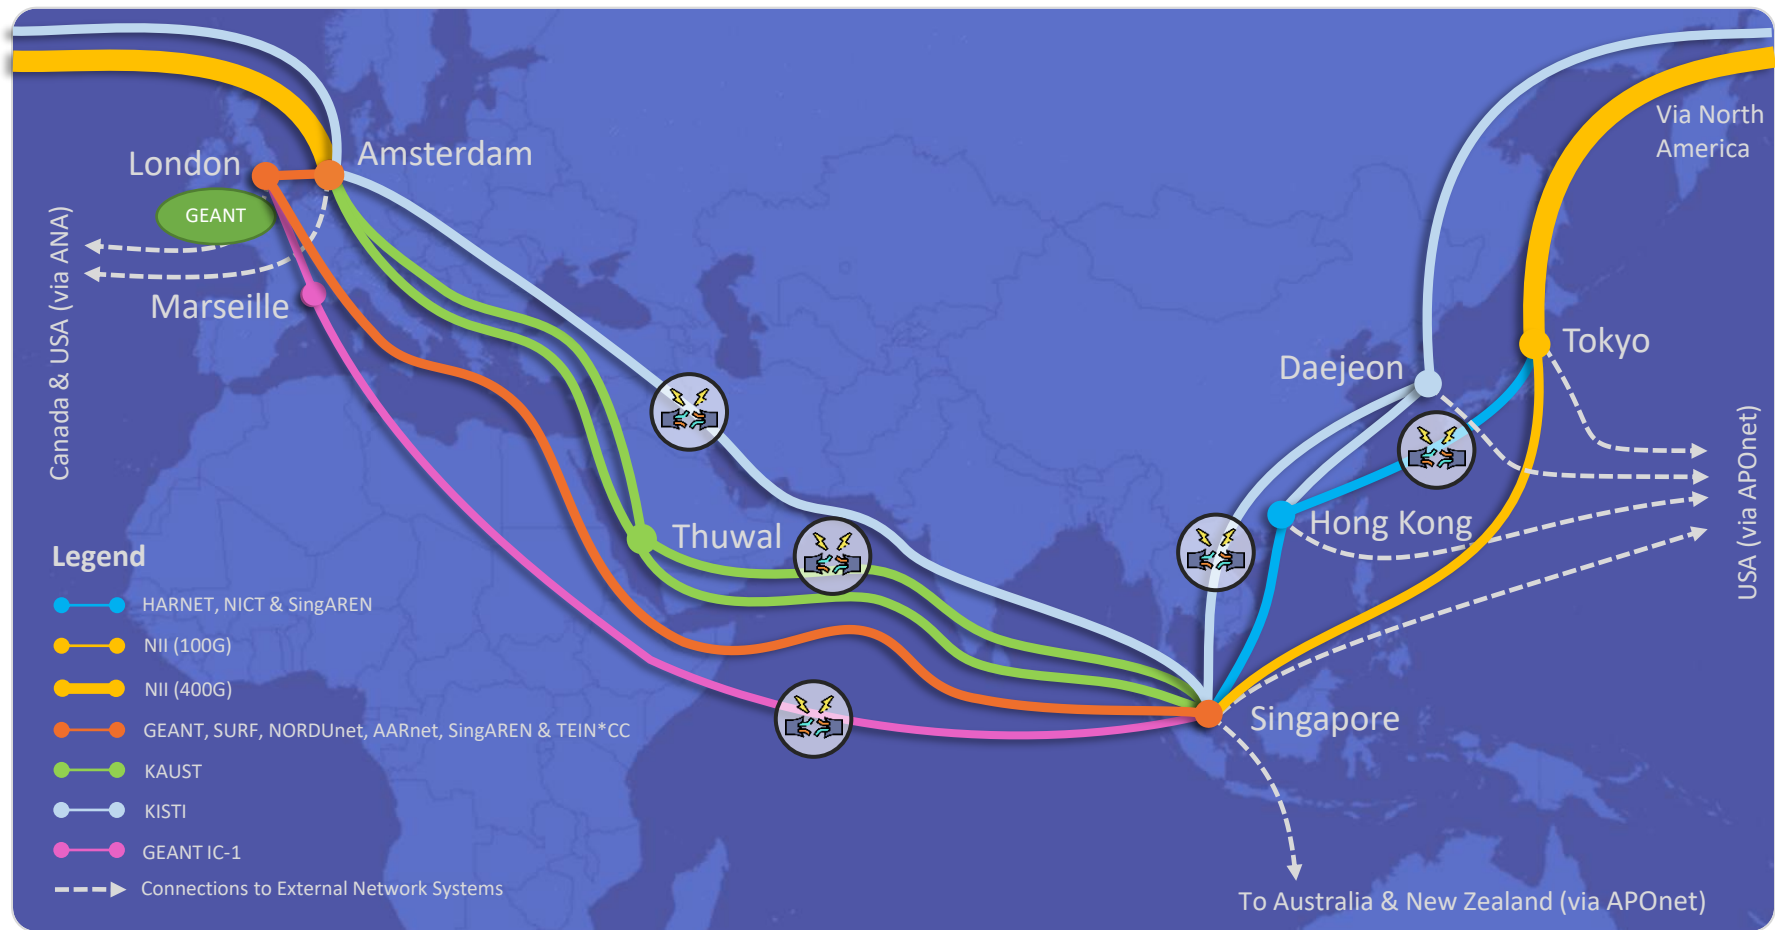 Via North
America
London
Amsterdam
GEANT
Canada & USA (via ANA)
Marseille
Tokyo
Daejeon
USA (via APOnet)
Hong Kong
Thuwal
Singapore
Legend
HARNET, NICT & SingAREN
NII (100G)
NII (400G)
GEANT, SURF, NORDUnet, AARnet, SingAREN & TEIN*CC
KAUST
KISTI
GEANT IC-1
Connections to External Network Systems
To Australia & New Zealand (via APOnet)